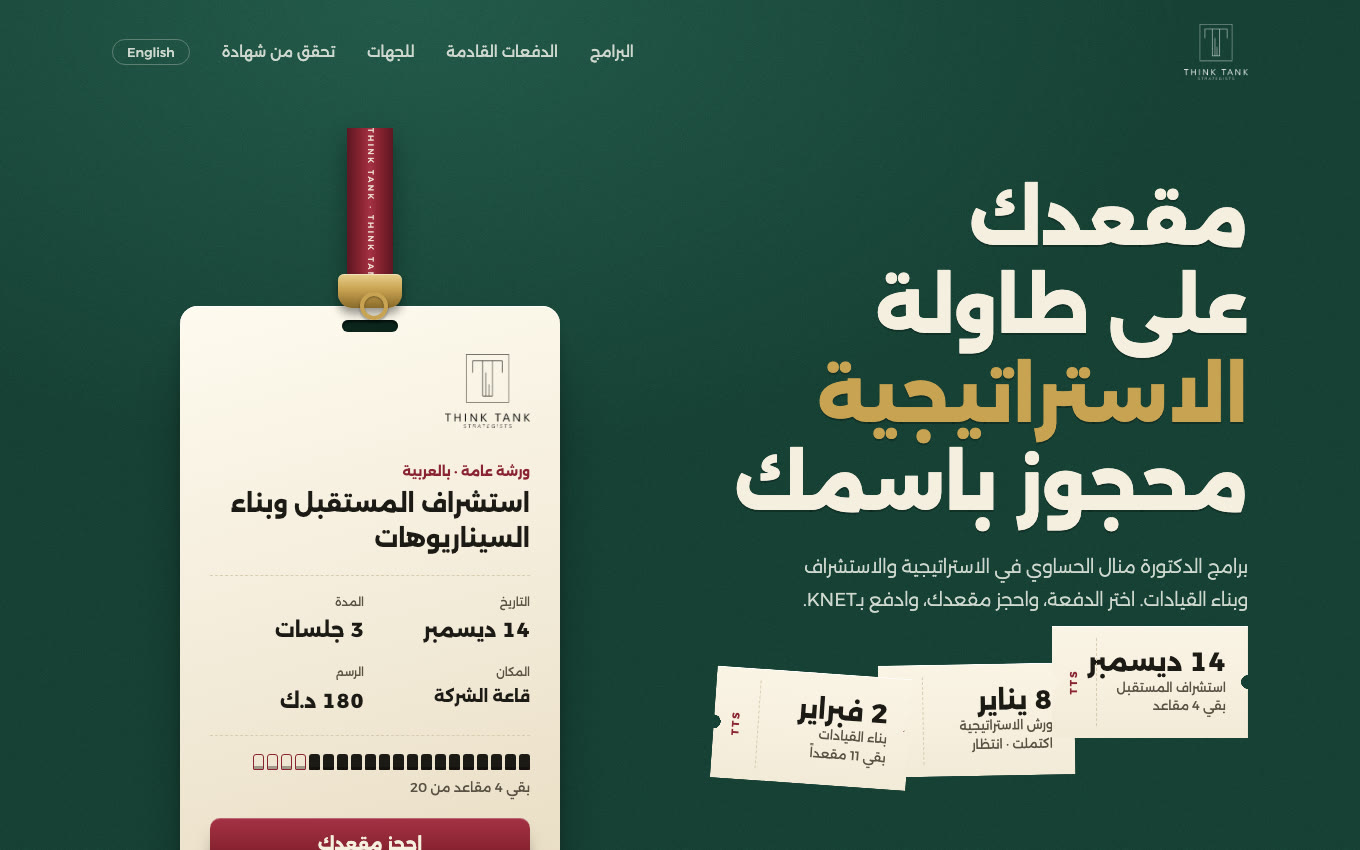 THINK TANK
STRATEGISTS
البرامج
الدفعات القادمة
للجهات
تحقق من شهادة
English
مقعدك
على طاولة
الاستراتيجية
محجوز باسمك
برامج الدكتورة منال الحساوي في الاستراتيجية والاستشراف
وبناء القيادات. اختر الدفعة، واحجز مقعدك، وادفع بـKNET.
14 ديسمبر
استشراف المستقبل
بقي 4 مقاعد
TTS
8 يناير
ورش الاستراتيجية
اكتملت · انتظار
2 فبراير
بناء القيادات
بقي 11 مقعداً
TTS
THINK TANK · THINK TAN
THINK TANK
STRATEGISTS
ورشة عامة · بالعربية
استشراف المستقبل وبناء
السيناريوهات
التاريخ
14 ديسمبر
المدة
3 جلسات
المكان
قاعة الشركة
الرسم
180 د.ك
بقي 4 مقاعد من 20
احجز مقعدك